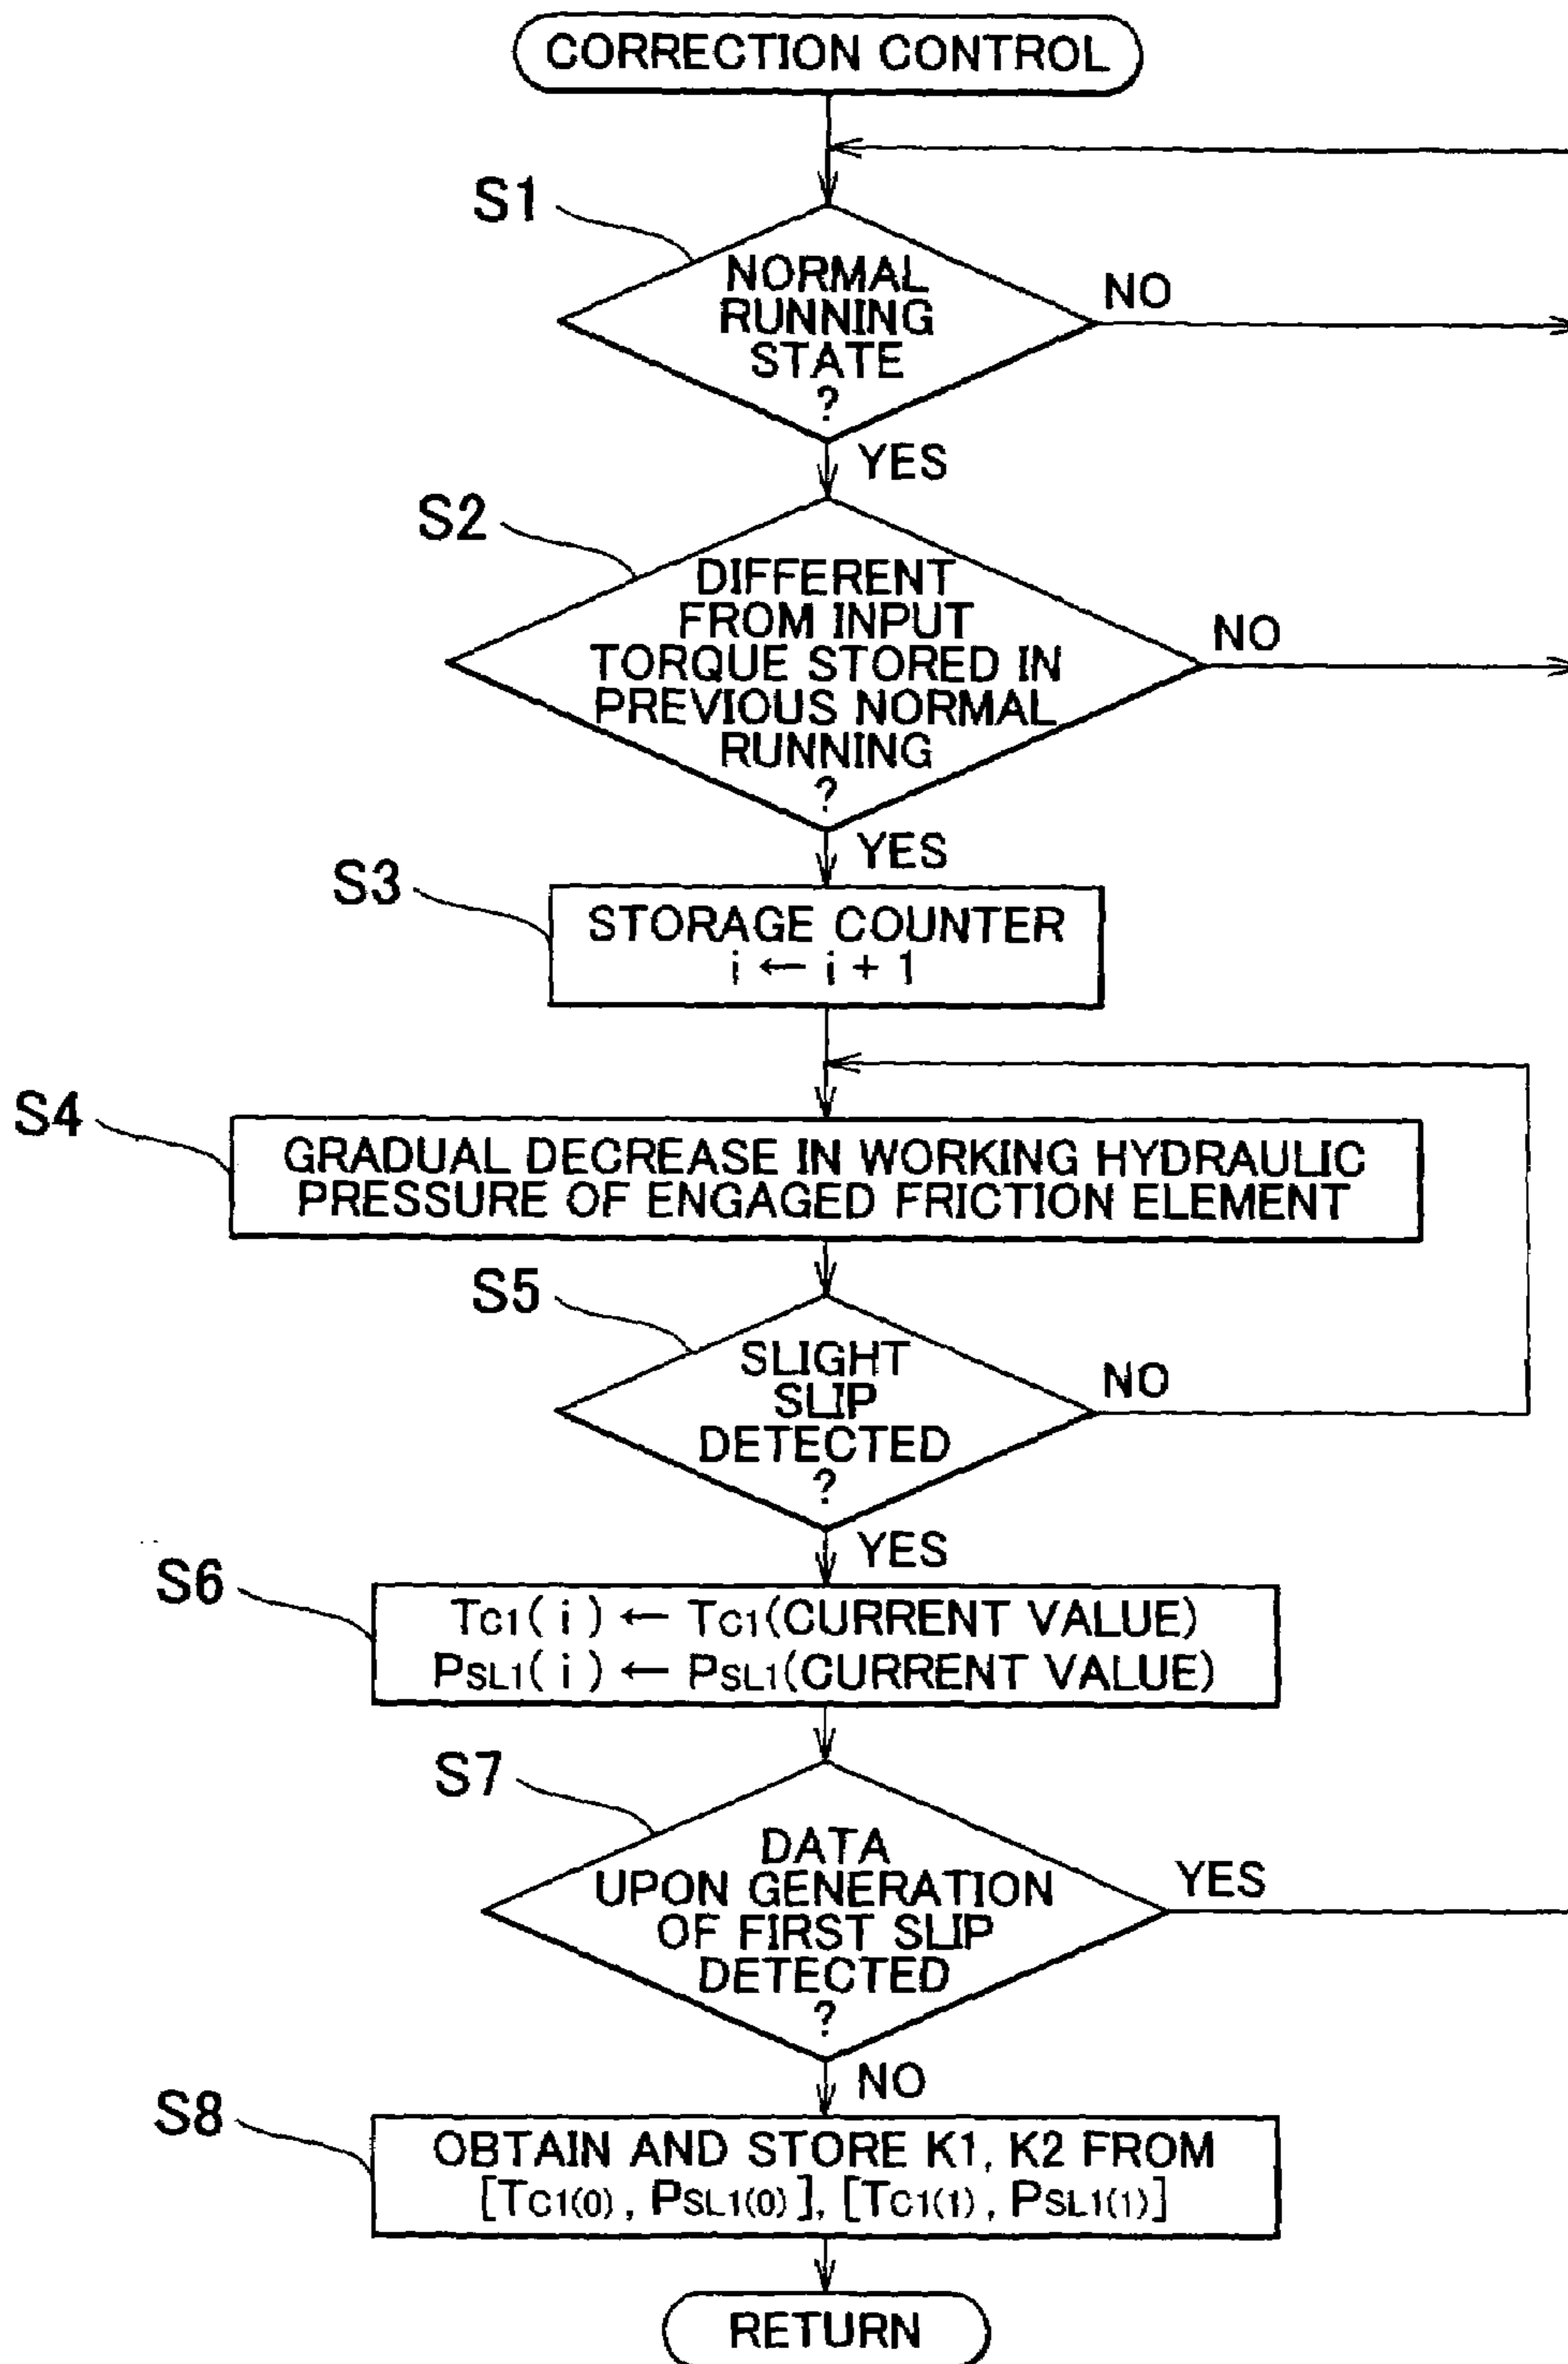 CORRECTION CONTROL
S1
NORMAL
RUNNING
STATE
?
NO
YES
S2
DIFFERENT
FROM INPUT
TORQUE STORED IN
PREVIOUS NORMAL
RUNNING
?
NO
YES
S3
STORAGE COUNTER
i ← i + 1
S4
GRADUAL DECREASE IN WORKING HYDRAULIC
PRESSURE OF ENGAGED FRICTION ELEMENT
S5
SLIGHT
SLIP
DETECTED
?
NO
YES
S6
TC1( i ) ← TC1(CURRENT VALUE)
PSL1( i ) ← PSL1(CURRENT VALUE)
S7
DATA
UPON GENERATION
OF FIRST SLIP
DETECTED
?
YES
NO
S8
OBTAIN AND STORE K1, K2 FROM
[TC1(0), PSL1(0)], [TC1(1), PSL1(1)]
RETURN